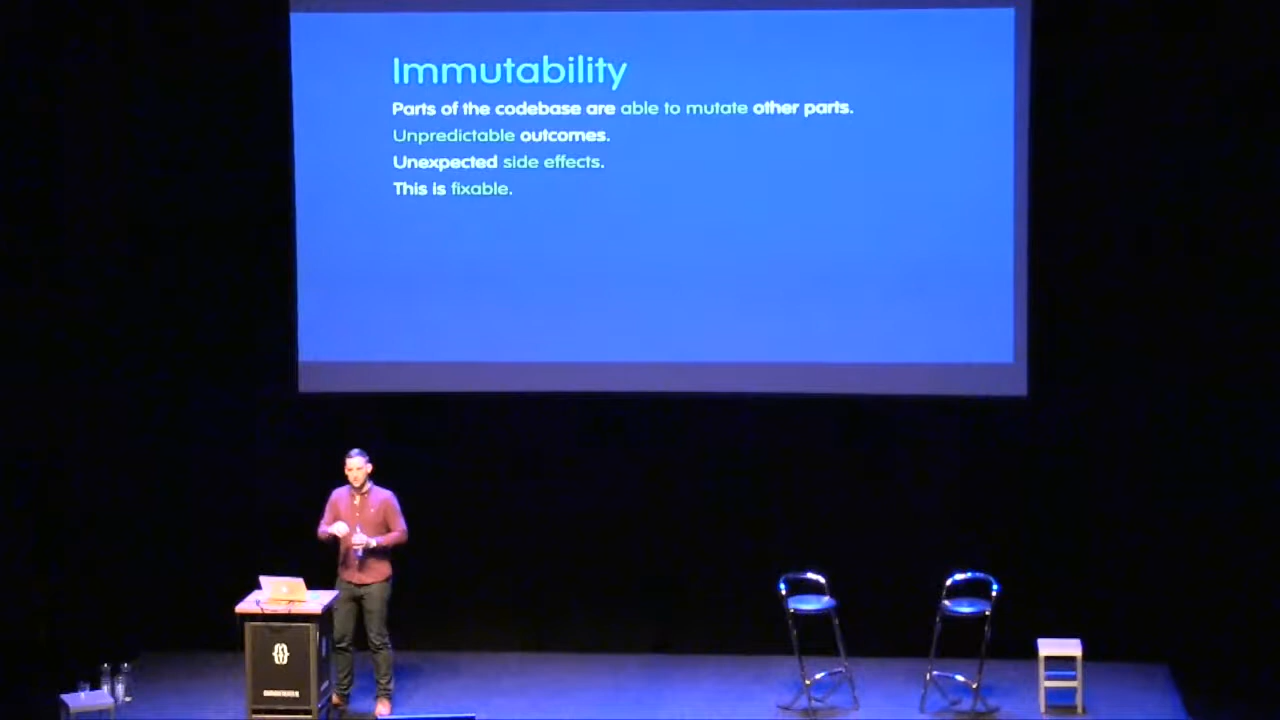 Immutability
Parts of the codebase are able to mutate other parts.
Unpredictable outcomes.
Unexpected side effects.
This is fixable.